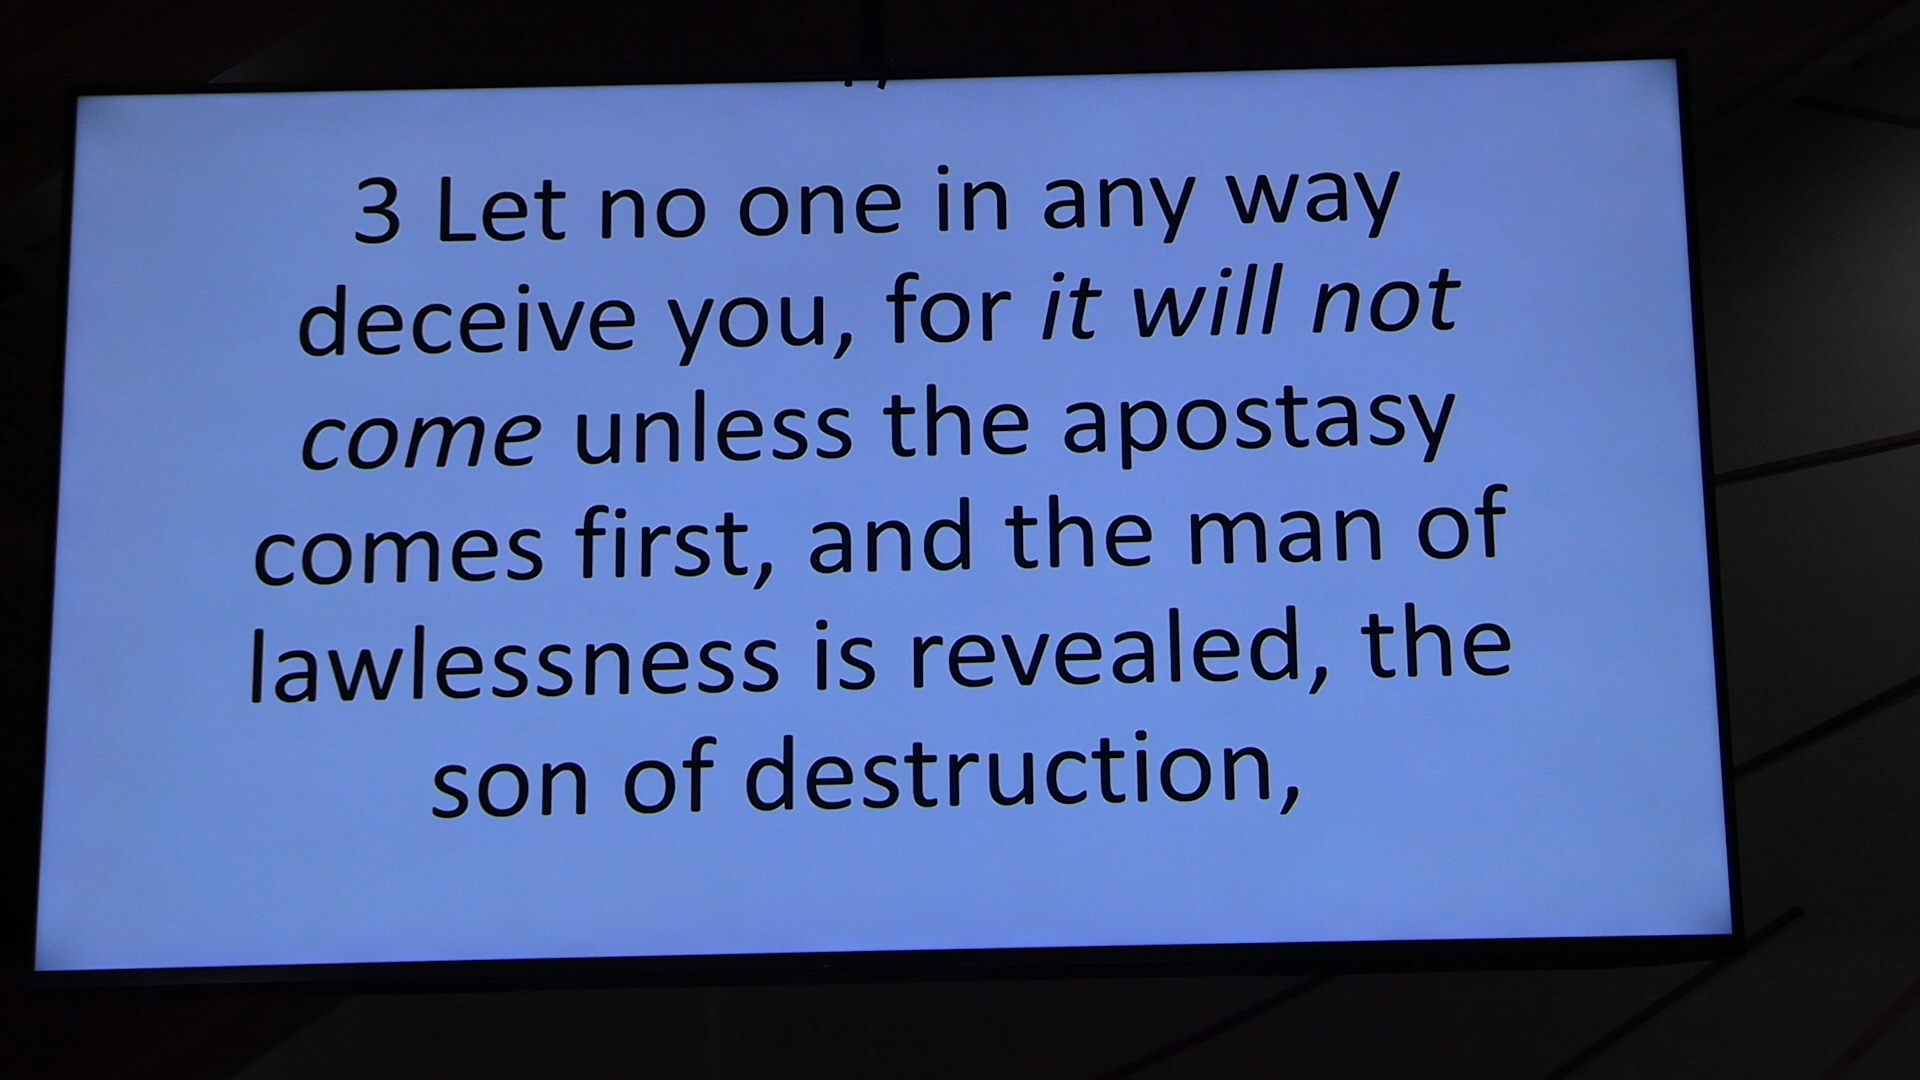 3 Let no one in any way
deceive you, for it will not
come unless the apostasy
comes first, and the man of
lawlessness is revealed, the
son of destruction,